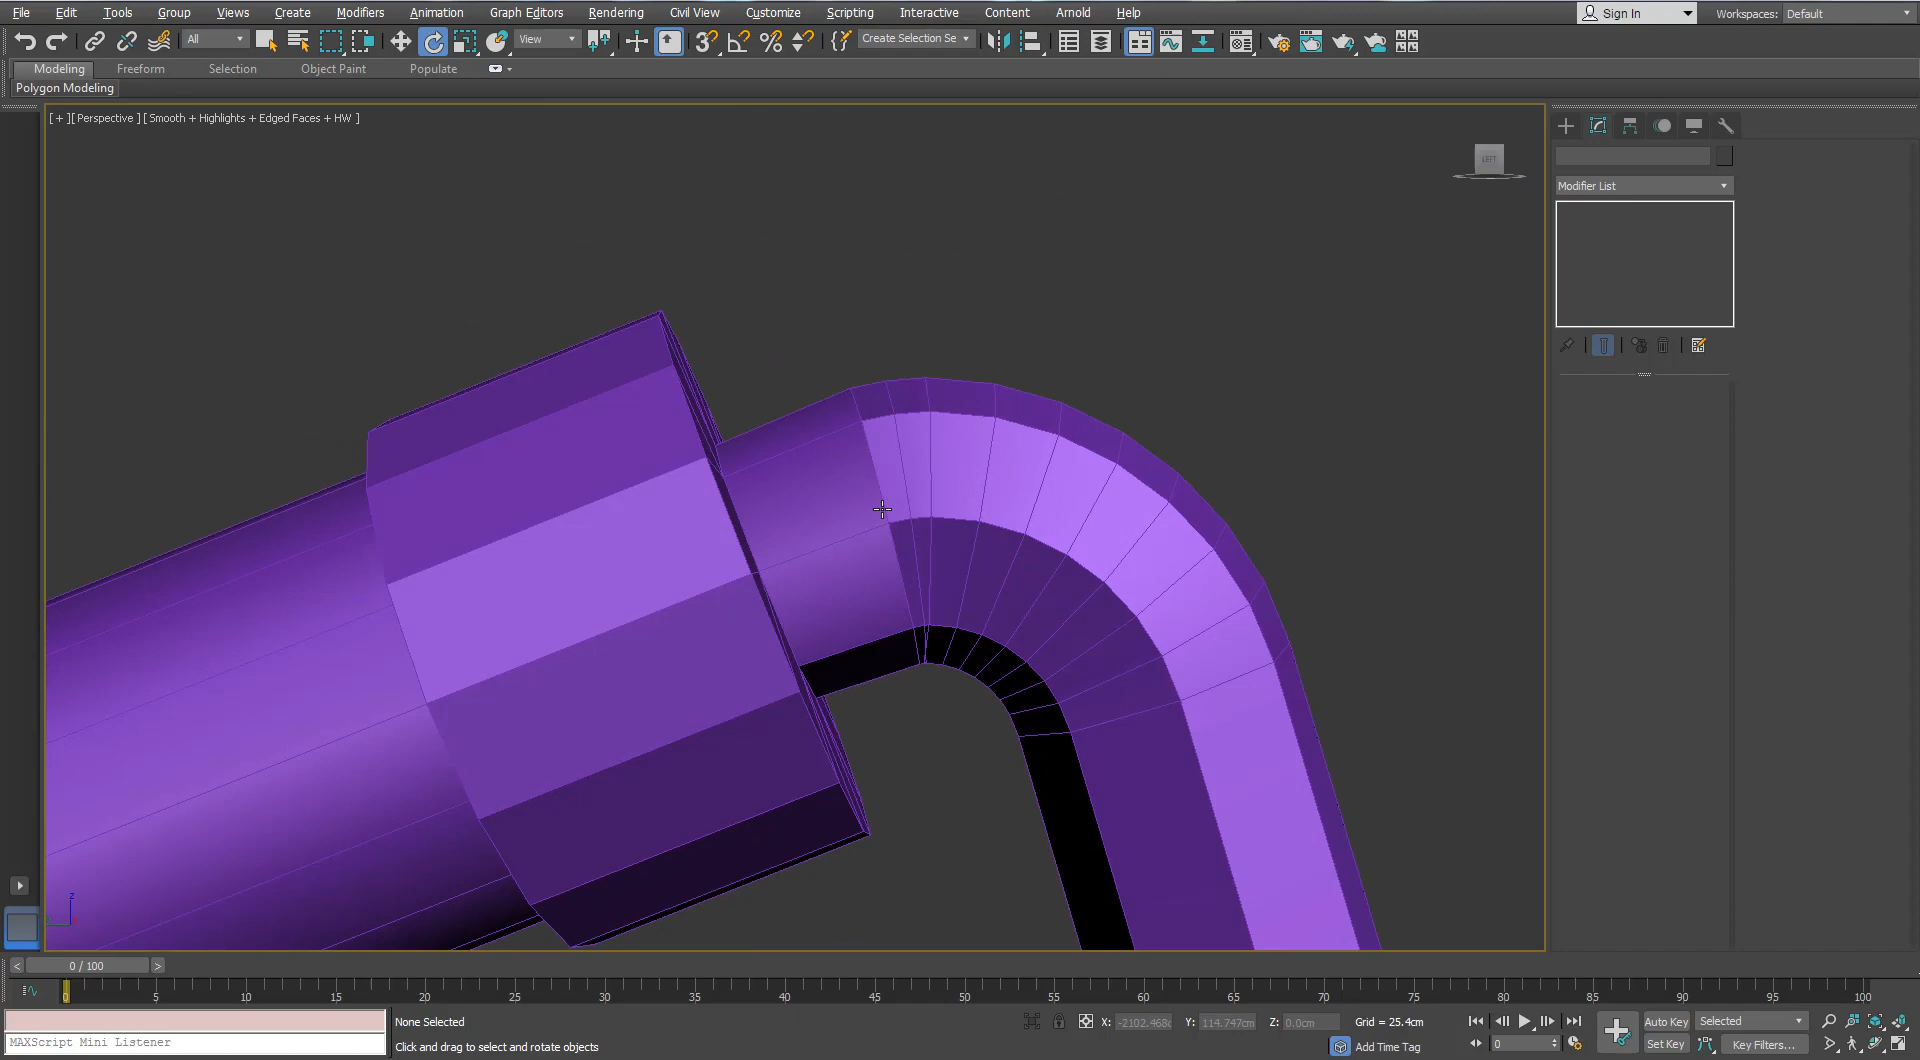 File Edit Tools Group Views Create Modifiers Animation Graph Editors Rendering Civil View Customize Scripting Interactive Content Arnold Help Sign In Workspaces: Default
All View Create Selection Se
Modeling Freeform Selection Object Paint Populate
Polygon Modeling
[ + ][ Perspective ] [ Smooth + Highlights + Edged Faces + HW ]
LEFT
Modifier List
z
< 0 / 100 >
0 5 10 15 20 25 30 35 40 45 50 55 60 65 70 75 80 85 90 95 100
None Selected X: -2102.468c Y: 114.747cm Z: 0.0cm Grid = 25.4cm Auto Key Selected
MAXScript Mini Listener Click and drag to select and rotate objects Add Time Tag 0 Set Key Key Filters...